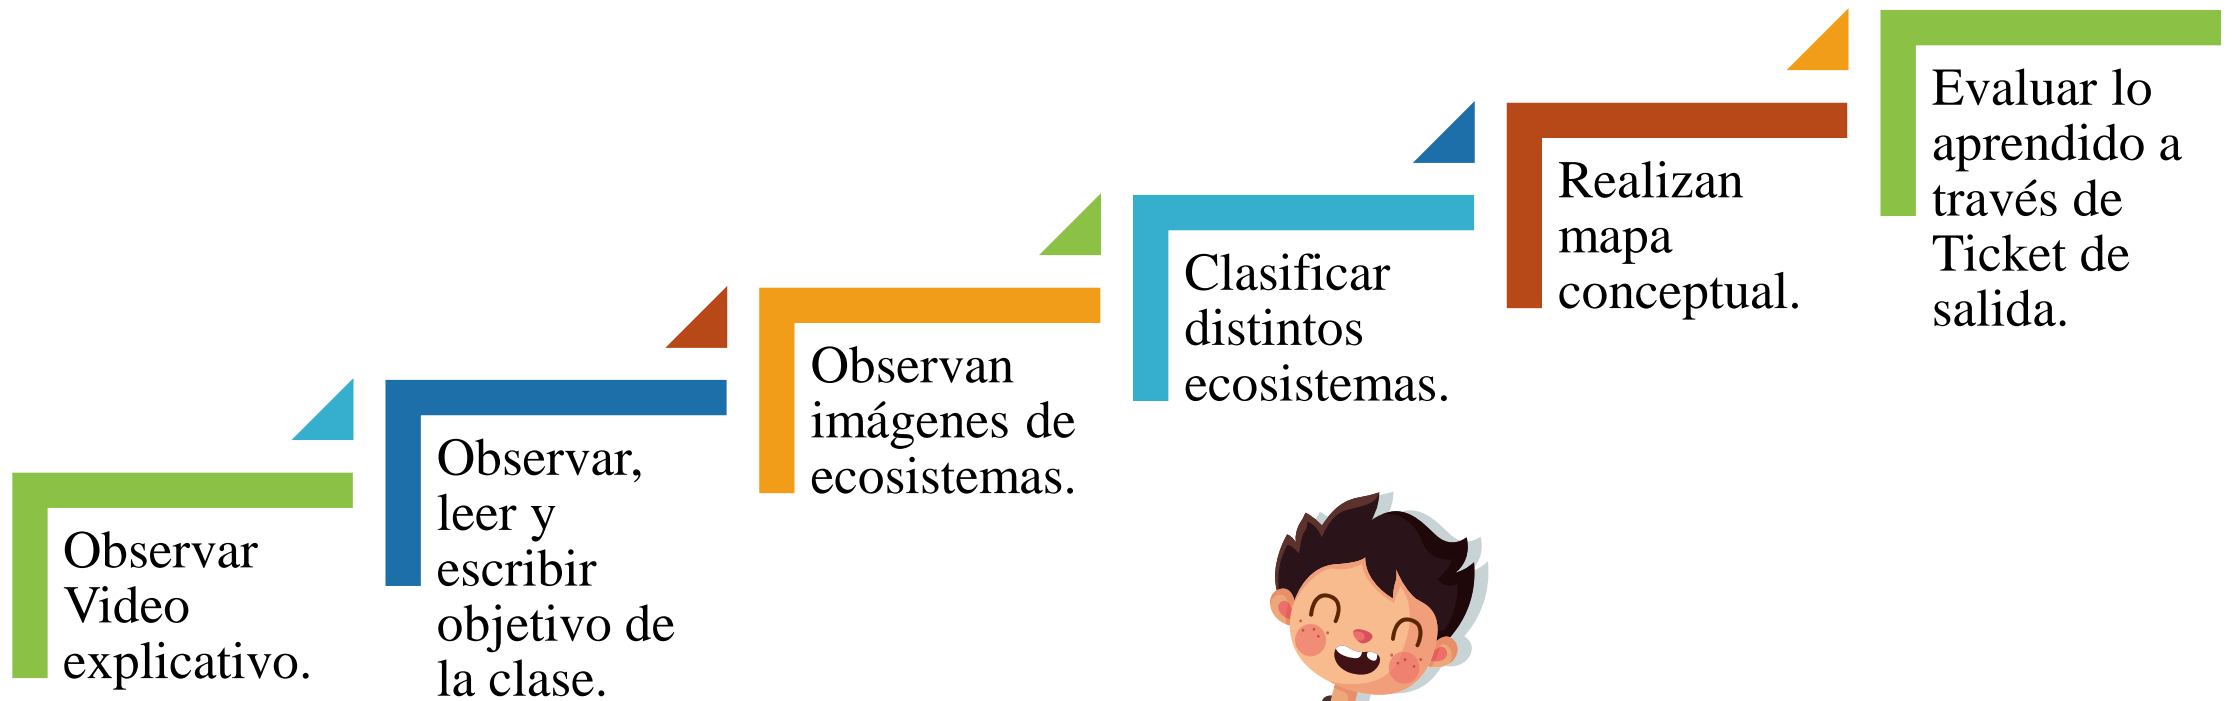 Observar
Video
explicativo.
Observar,
leer y
escribir
objetivo de
la clase.
Observan
imágenes de
ecosistemas.
Clasificar
distintos
ecosistemas.
Realizan
mapa
conceptual.
Evaluar lo
aprendido a
través de
Ticket de
salida.